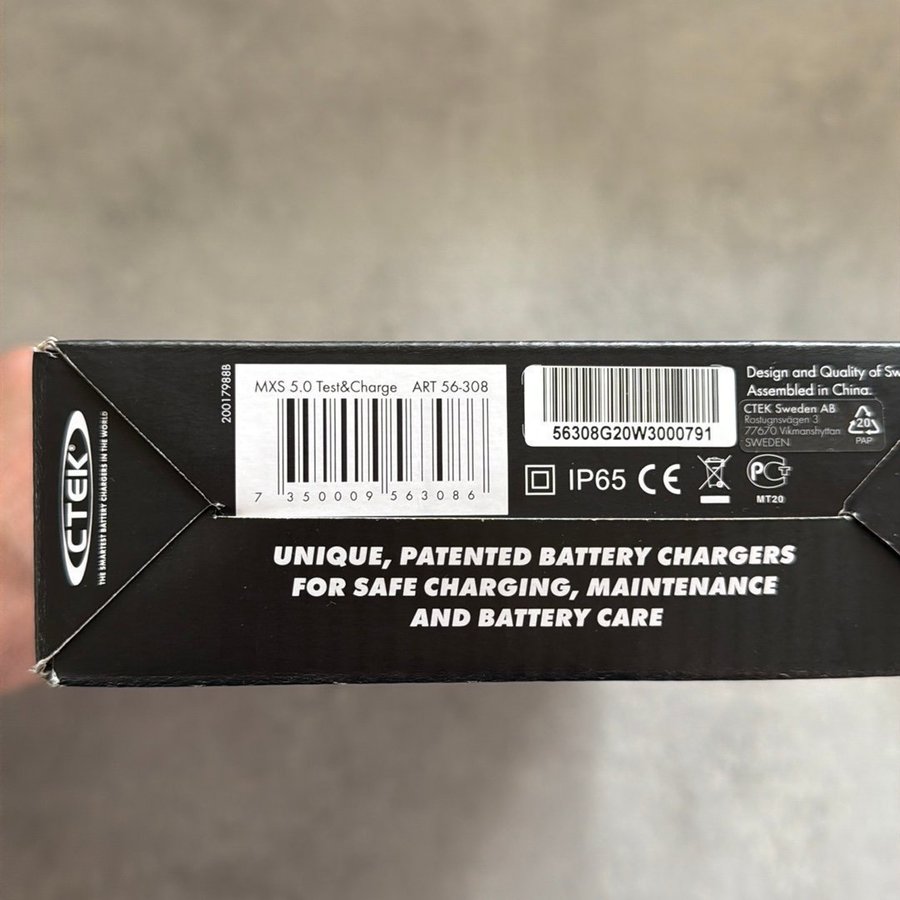 CTEK®
THE SMARTEST BATTERY CHARGERS IN THE WORLD
20017988B
MXS 5.0 Test&Charge ART 56-308
7 350009 563086
56308G20W3000791
Design and Quality of Sw
Assembled in China.
CTEK Sweden AB
Rostugnsvägen 3
77670 Vikmanshyttan
SWEDEN.
20
PAP
IP65 CE
MT20
UNIQUE, PATENTED BATTERY CHARGERS
FOR SAFE CHARGING, MAINTENANCE
AND BATTERY CARE